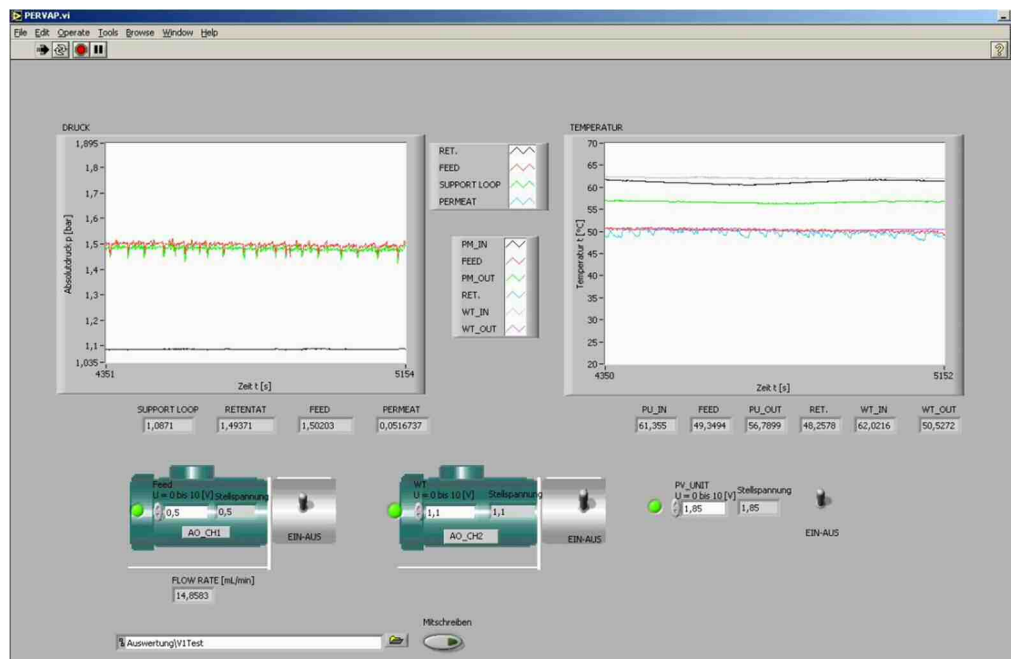 PERVAP.vi
File Edit Operate Tools Browse Window Help
?
DRUCK
1,895
1,8
1,7
1,6
1,5
1,4
1,3
1,2
1,1
1,035
Absolutdruck p [bar]
4351
5154
Zeit t [s]
RET.
FEED
SUPPORT LOOP
PERMEAT
PM_IN
FEED
PM_OUT
RET.
WT_IN
WT_OUT
TEMPERATUR
70
65
60
55
50
45
40
35
30
25
20
Temperatur t [°C]
4350
5152
Zeit t [s]
SUPPORT LOOP RETENTAT FEED PERMEAT
1,0871 1,49371 1,50203 0,0516737
PU_IN FEED PU_OUT RET. WT_IN WT_OUT
61,355 49,3494 56,7899 48,2578 62,0216 50,5272
Feed
U = 0 bis 10 [V] Stellspannung
0,5 0,5
AO_CH1
EIN-AUS
WT
U = 0 bis 10 [V] Stellspannung
1,1 1,1
AO_CH2
EIN-AUS
PV_UNIT
U = 0 bis 10 [V] Stellspannung
1,85 1,85
EIN-AUS
FLOW RATE [mL/min]
14,8583
Mitschreiben
Auswertung\V1Test